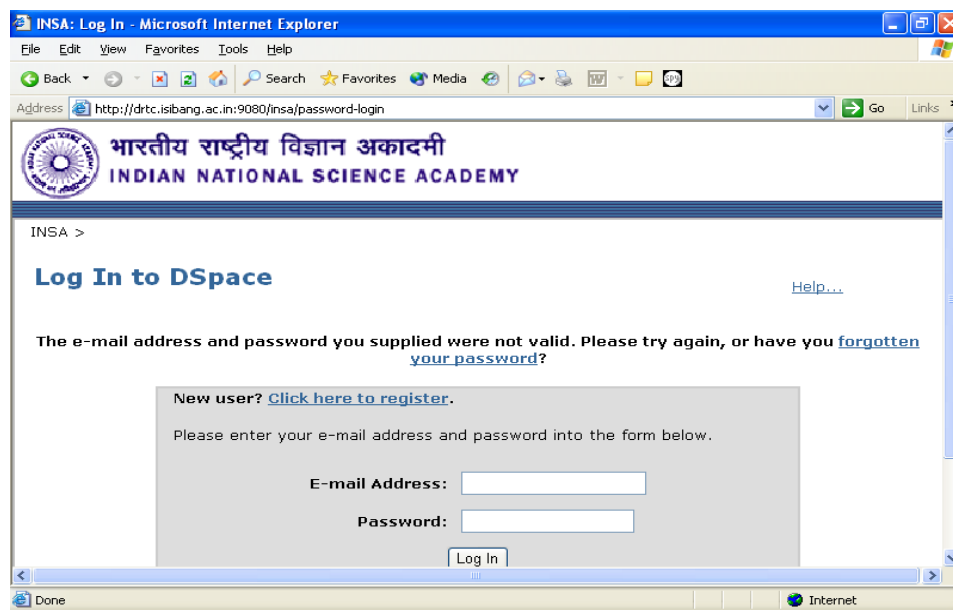 INSA: Log In - Microsoft Internet Explorer
File Edit View Favorites Tools Help
Back Search Favorites Media
Address http://drtc.isibang.ac.in:9080/insa/password-login Go Links
भारतीय राष्ट्रीय विज्ञान अकादमी
INDIAN NATIONAL SCIENCE ACADEMY
INSA >
Log In to DSpace
Help...
The e-mail address and password you supplied were not valid. Please try again, or have you forgotten
your password?
New user? Click here to register.
Please enter your e-mail address and password into the form below.
E-mail Address:
Password:
Log In
Done Internet